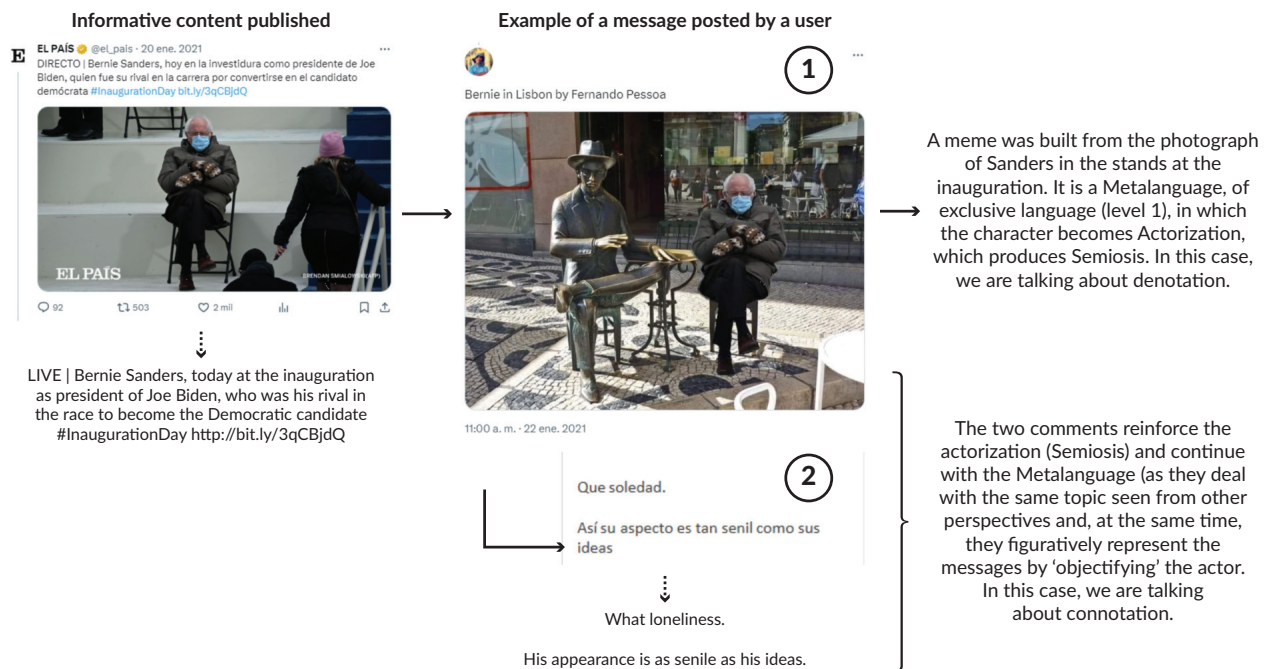 Informative content published
EL PAÍS @el_pais · 20 ene. 2021
DIRECTO | Bernie Sanders, hoy en la investidura como presidente de Joe
Biden, quien fue su rival en la carrera por convertirse en el candidato
demócrata #InaugurationDay bit.ly/3qCBjdQ
EL PAÍS
BRENDAN SMIALOWSKI (AFP)
92
503
2 mil
LIVE | Bernie Sanders, today at the inauguration
as president of Joe Biden, who was his rival in
the race to become the Democratic candidate
#InaugurationDay http://bit.ly/3qCBjdQ
Example of a message posted by a user
1
Bernie in Lisbon by Fernando Pessoa
11:00 a. m. · 22 ene. 2021
2
Que soledad.
Así su aspecto es tan senil como sus
ideas
What loneliness.
His appearance is as senile as his ideas.
A meme was built from the photograph
of Sanders in the stands at the
inauguration. It is a Metalanguage, of
exclusive language (level 1), in which
the character becomes Actorization,
which produces Semiosis. In this case,
we are talking about denotation.
The two comments reinforce the
actorization (Semiosis) and continue
with the Metalanguage (as they deal
with the same topic seen from other
perspectives and, at the same time,
they figuratively represent the
messages by ‘objectifying’ the actor.
In this case, we are talking
about connotation.